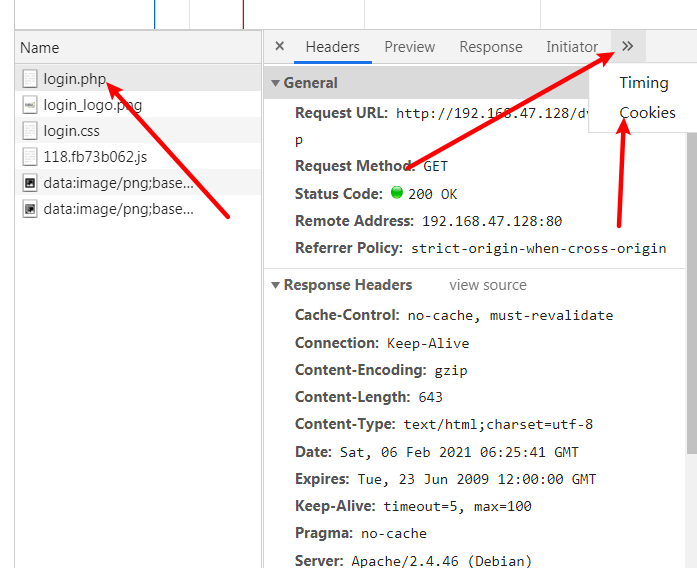 Name
login.php
login_logo.png
login.css
118.fb73b062.js
data:image/png;base...
data:image/png;base...
× Headers Preview Response Initiator »
Timing
Cookies
General
Request URL: http://192.168.47.128/dv
p
Request Method: GET
Status Code: 200 OK
Remote Address: 192.168.47.128:80
Referrer Policy: strict-origin-when-cross-origin
Response Headers view source
Cache-Control: no-cache, must-revalidate
Connection: Keep-Alive
Content-Encoding: gzip
Content-Length: 643
Content-Type: text/html;charset=utf-8
Date: Sat, 06 Feb 2021 06:25:41 GMT
Expires: Tue, 23 Jun 2009 12:00:00 GMT
Keep-Alive: timeout=5, max=100
Pragma: no-cache
Server: Apache/2.4.46 (Debian)